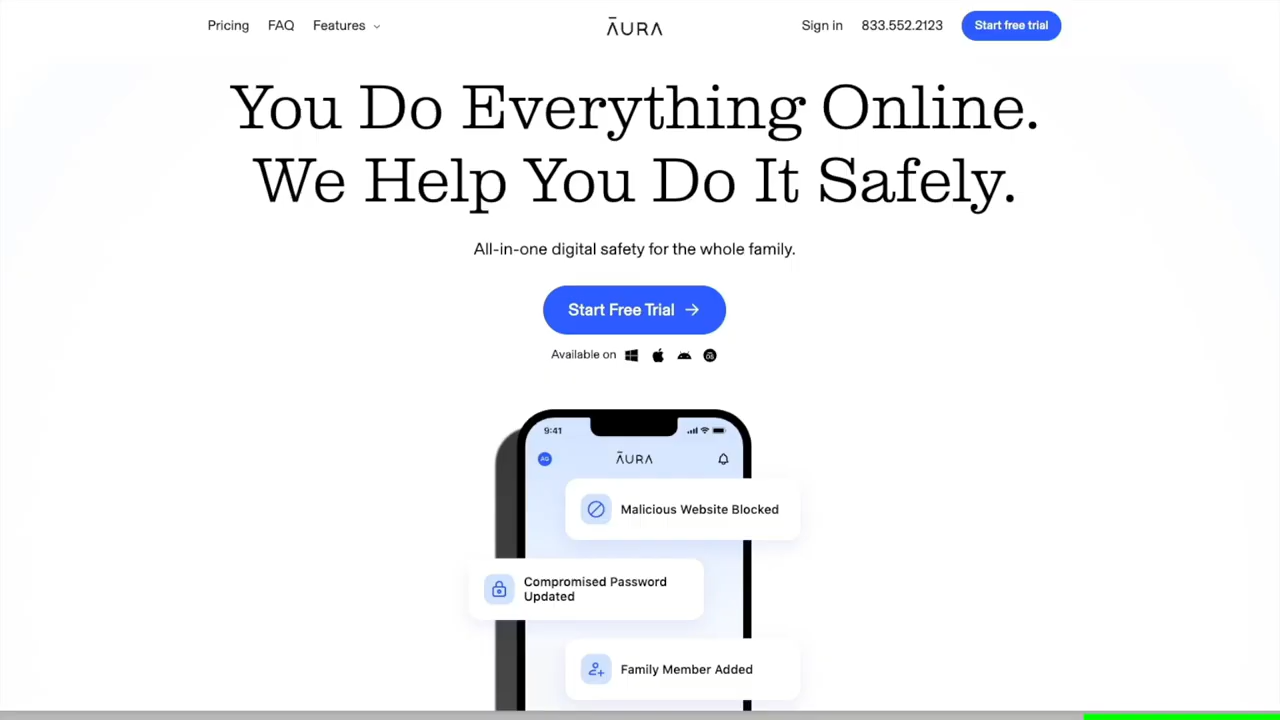 Pricing FAQ Features
ĀURA
Sign in 833.552.2123 Start free trial
You Do Everything Online.
We Help You Do It Safely.
All-in-one digital safety for the whole family.
Start Free Trial →
Available on
9:41
AG
ĀURA
Malicious Website Blocked
Compromised Password
Updated
Family Member Added